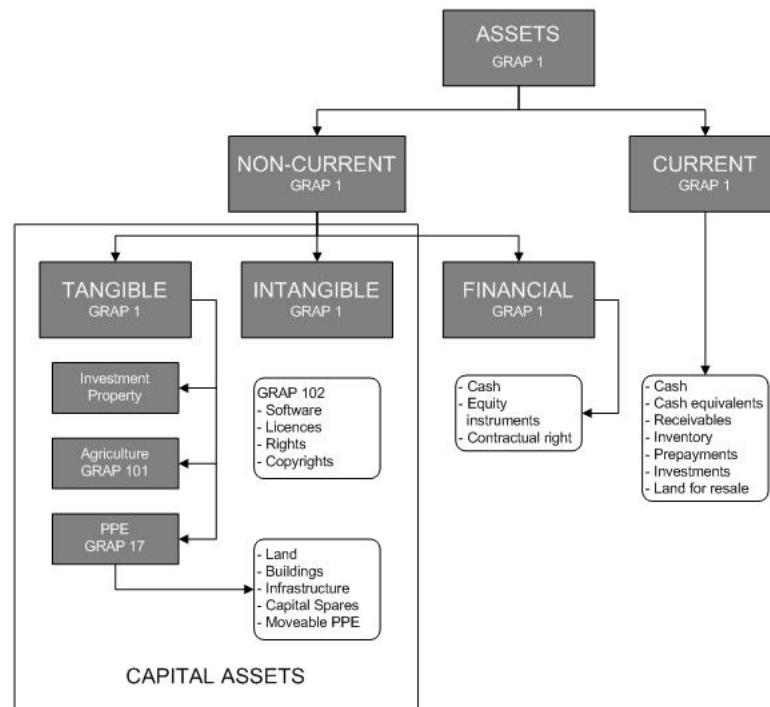 ASSETS
GRAP 1
NON-CURRENT
GRAP 1
CURRENT
GRAP 1
TANGIBLE
GRAP 1
INTANGIBLE
GRAP 1
FINANCIAL
GRAP 1
Investment
Property
Agriculture
GRAP 101
PPE
GRAP 17
GRAP 102
- Software
- Licences
- Rights
- Copyrights
- Land
- Buildings
- Infrastructure
- Capital Spares
- Moveable PPE
- Cash
- Equity
instruments
- Contractual right
- Cash
- Cash equivalents
- Receivables
- Inventory
- Prepayments
- Investments
- Land for resale
CAPITAL ASSETS